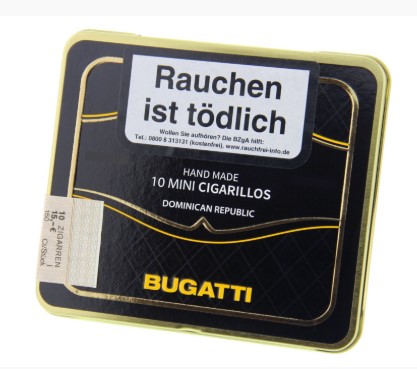 Rauchen
ist tödlich
Wollen Sie aufhören? Die BZgA hilft:
Tel.: 0800 8 313131 (kostenfrei), www.rauchfrei-info.de
HAND MADE
10 MINI CIGARILLOS
DOMINICAN REPUBLIC
BUGATTI
10 ZIGARREN
15,-€